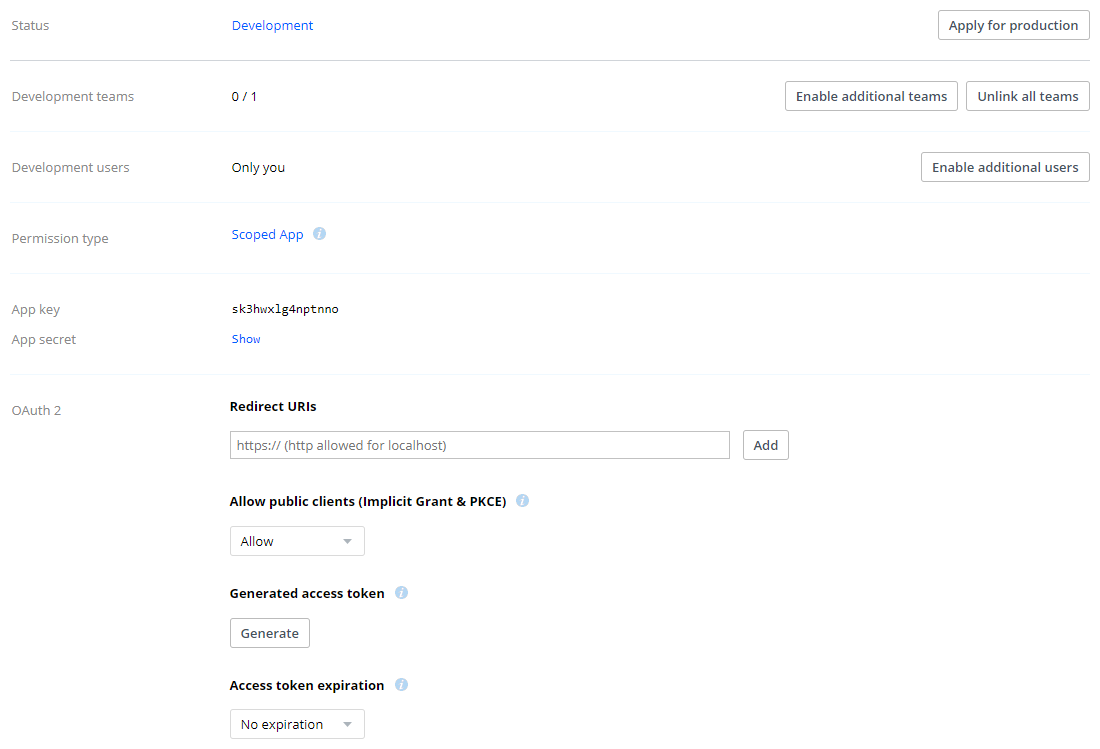 Status Development Apply for production
Development teams 0 / 1 Enable additional teams Unlink all teams
Development users Only you Enable additional users
Permission type Scoped App i
App key sk3hwxlg4nptnno
App secret Show
OAuth 2 Redirect URIs
https:// (http allowed for localhost) Add
Allow public clients (Implicit Grant & PKCE) i
Allow
Generated access token i
Generate
Access token expiration i
No expiration